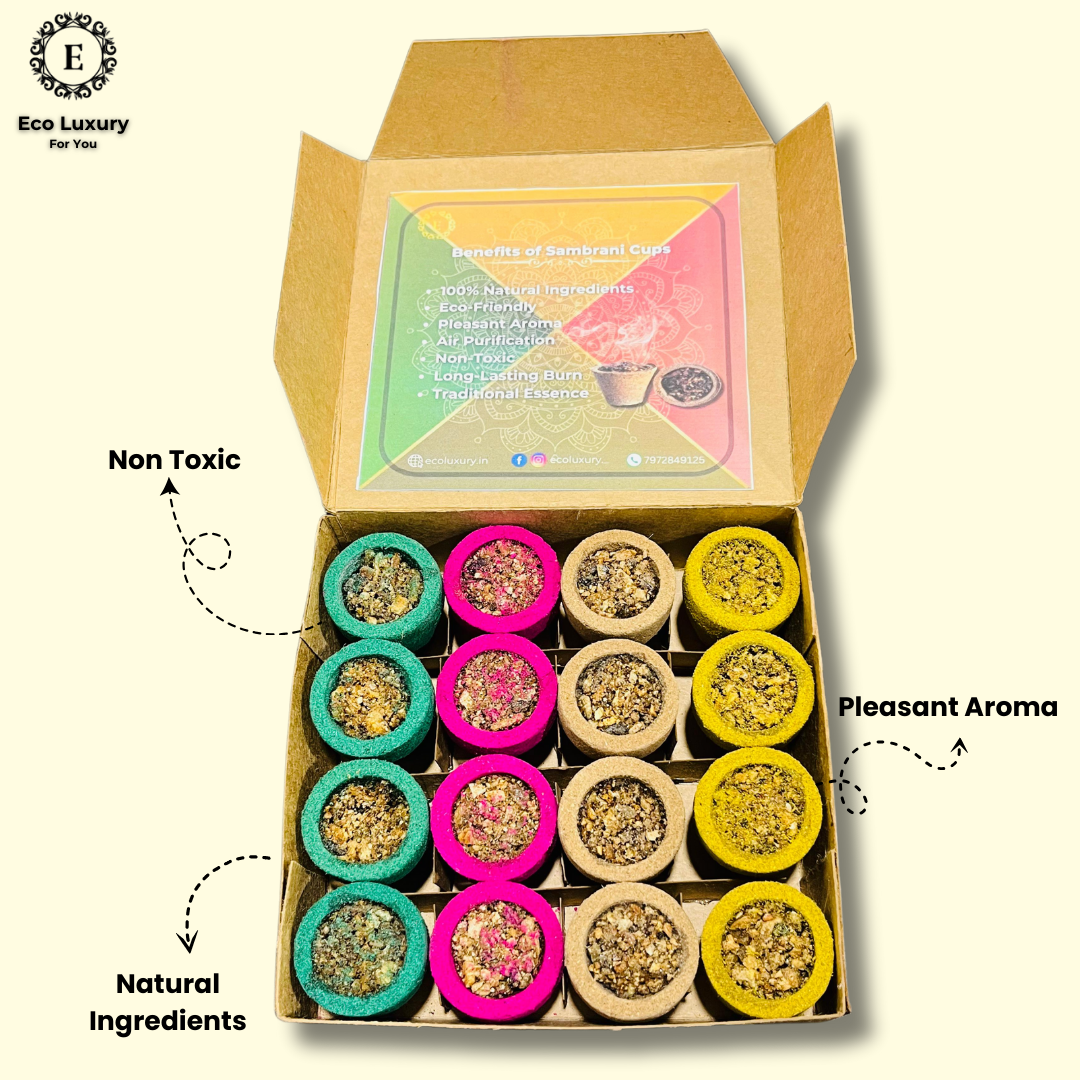 E
Eco Luxury
For You
Benefits of Sambrani Cups
100% Natural Ingredients
Eco-Friendly
Pleasant Aroma
Air Purification
Non-Toxic
Long-Lasting Burn
Traditional Essence
ecoluxury.in
ecoluxury_
7972849125
Non Toxic
Pleasant Aroma
Natural
Ingredients